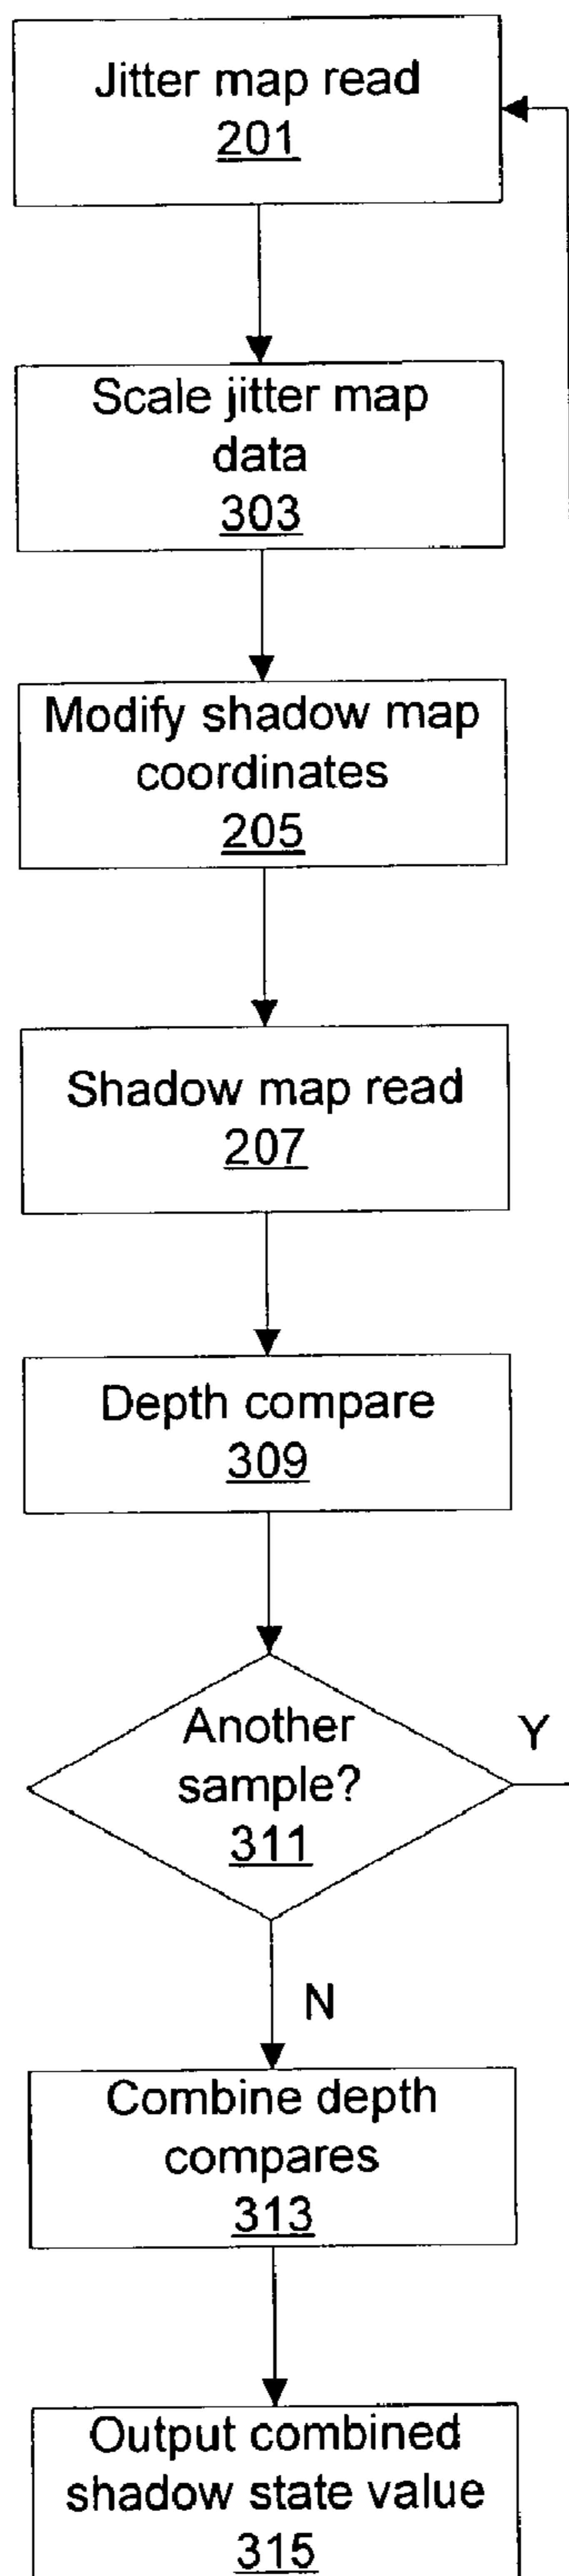 Jitter map read
201
Scale jitter map
data
303
Modify shadow map
coordinates
205
Shadow map read
207
Depth compare
309
Another
sample?
311
Y
N
Combine depth
compares
313
Output combined
shadow state value
315